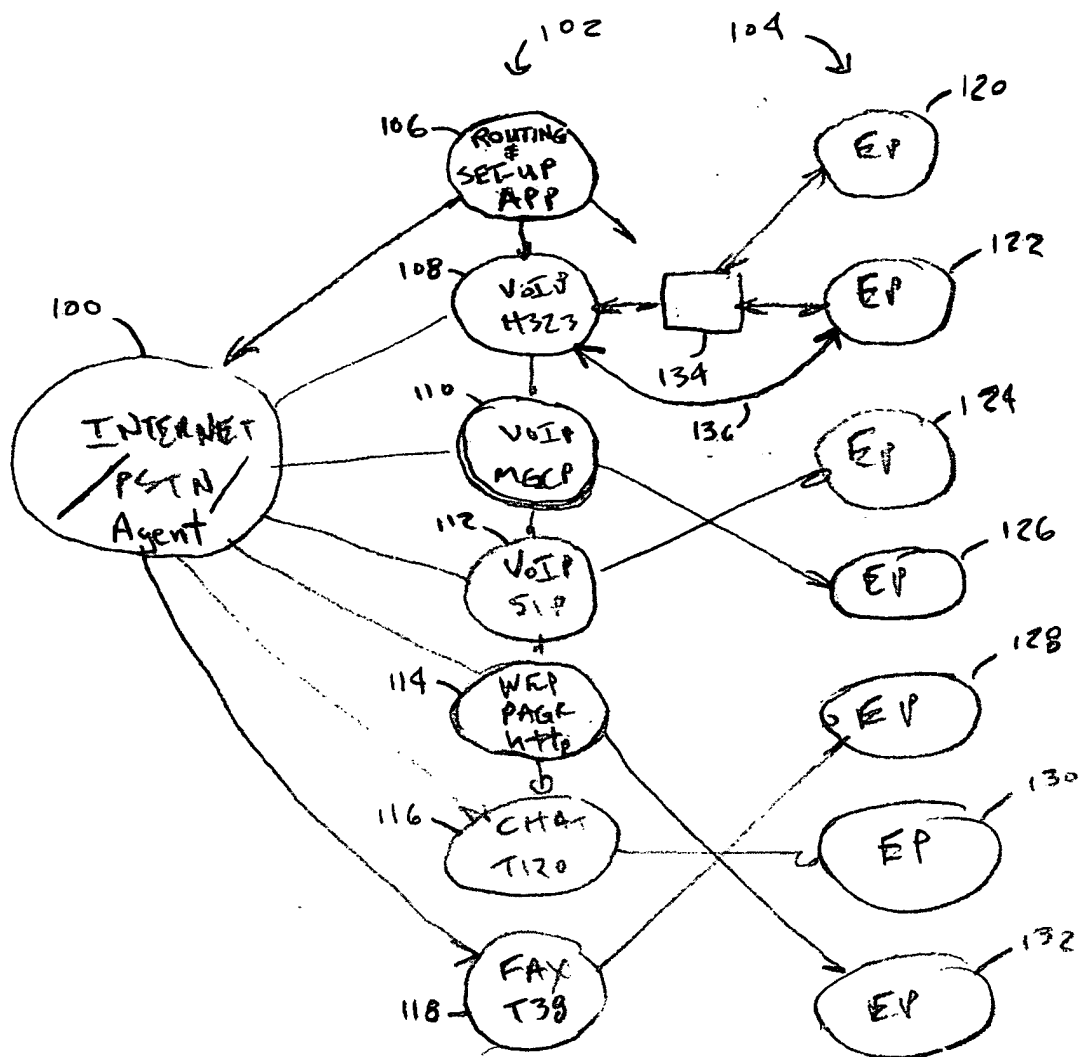 102
104
120
106
ROUTING
&
SET-UP
APP
EP
122
108
VOIP
H323
EP
100
134
110
136
124
INTERNET
/PSTN/
Agent
VOIP
MGCP
EP
112
126
VOIP
SIP
EP
128
114
WEP
PAGE
http
EP
130
116
CHAT
T120
EP
132
FAX
T38
118
EP